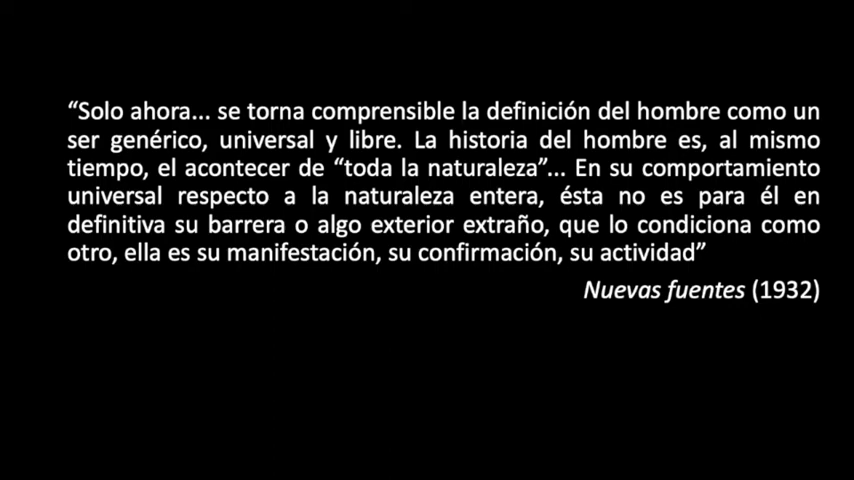 “Solo ahora... se torna comprensible la definición del hombre como un
ser genérico, universal y libre. La historia del hombre es, al mismo
tiempo, el acontecer de “toda la naturaleza”... En su comportamiento
universal respecto a la naturaleza entera, ésta no es para él en
definitiva su barrera o algo exterior extraño, que lo condiciona como
otro, ella es su manifestación, su confirmación, su actividad”
Nuevas fuentes (1932)